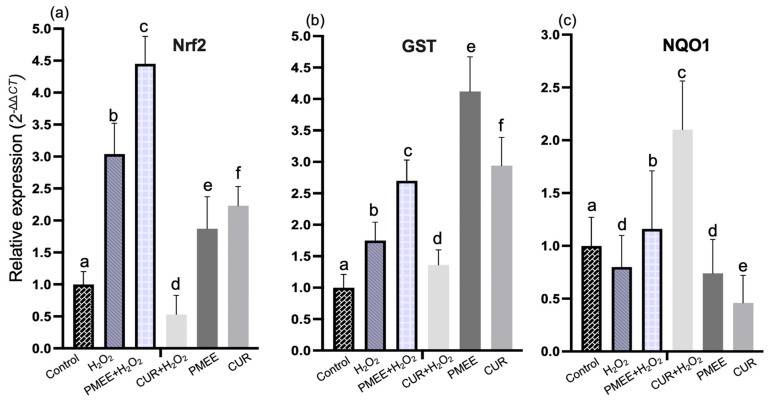 (a)
Nrf2
Relative expression (2-ΔΔCT)
5.0
4.5
4.0
3.5
3.0
2.5
2.0
1.5
1.0
0.5
0.0
a
b
c
d
e
f
Control
H₂O₂
PMEE+H₂O₂
CUR+H₂O₂
PMEE
CUR
(b)
GST
5.0
4.5
4.0
3.5
3.0
2.5
2.0
1.5
1.0
0.5
0.0
a
b
c
d
e
f
Control
H₂O₂
PMEE+H₂O₂
CUR+H₂O₂
PMEE
CUR
(c)
NQO1
3.0
2.5
2.0
1.5
1.0
0.5
0.0
a
d
b
c
d
e
Control
H₂O₂
PMEE+H₂O₂
CUR+H₂O₂
PMEE
CUR